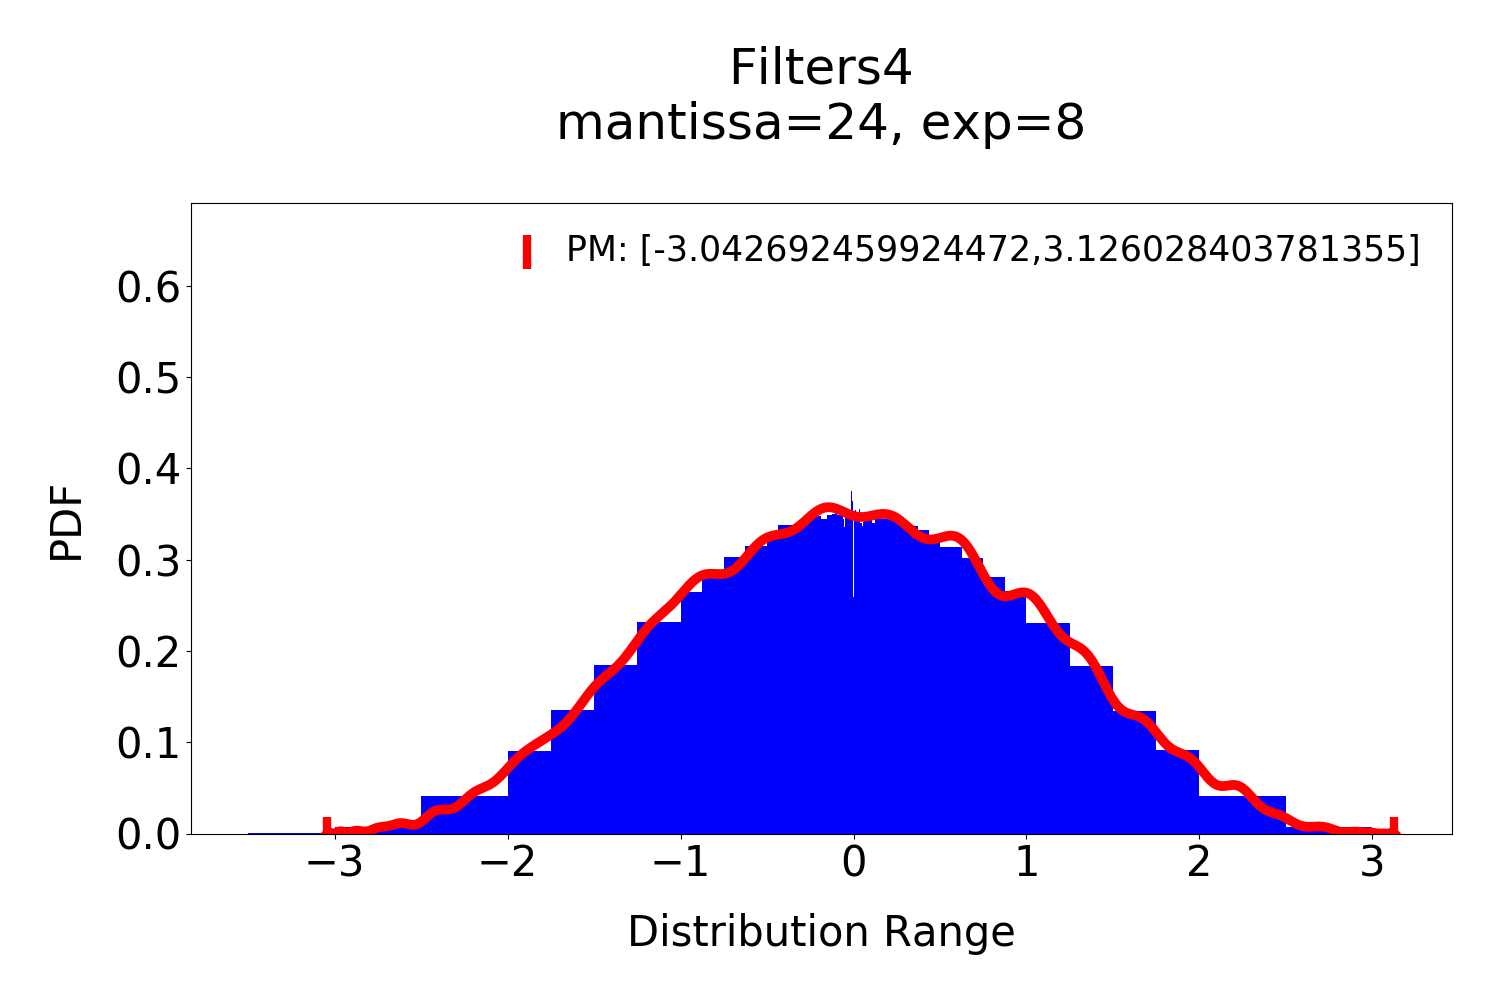 Filters4
mantissa=24, exp=8
PM: [-3.042692459924472,3.126028403781355]
0.6
0.5
0.4
0.3
0.2
0.1
0.0
PDF
−3 −2 −1 0 1 2 3
Distribution Range